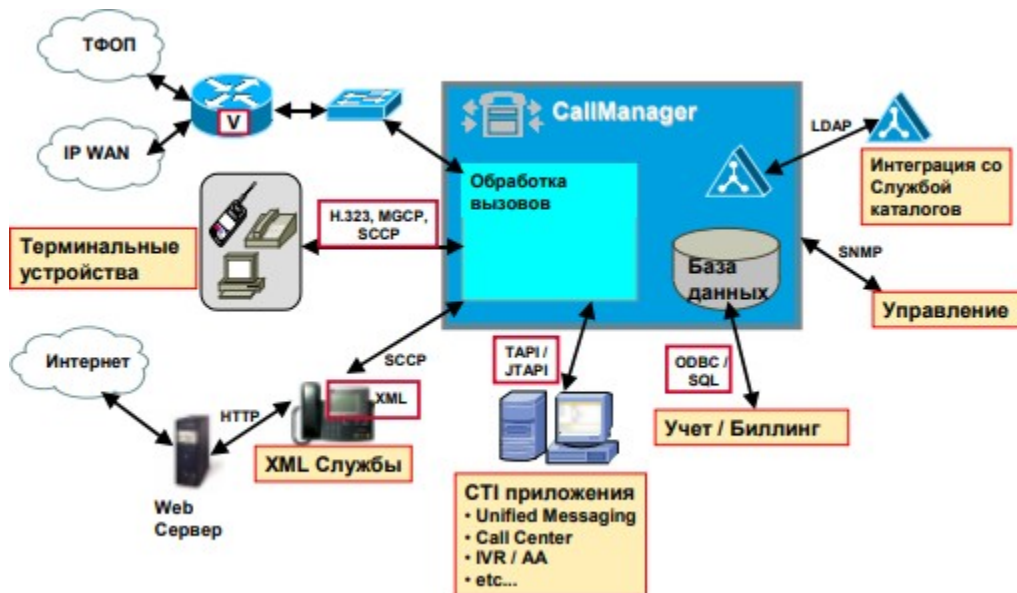 ТФОП
V
IP WAN
CallManager
LDAP
Интеграция со
Службой
каталогов
Обработка
вызовов
H.323, MGCP,
SCCP
Терминальные
устройства
База
данных
SNMP
Управление
Интернет
SCCP
TAPI /
JTAPI
ODBC /
SQL
XML
HTTP
Учет / Биллинг
XML Службы
Web
Сервер
CTI приложения
• Unified Messaging
• Call Center
• IVR / AA
• etc...